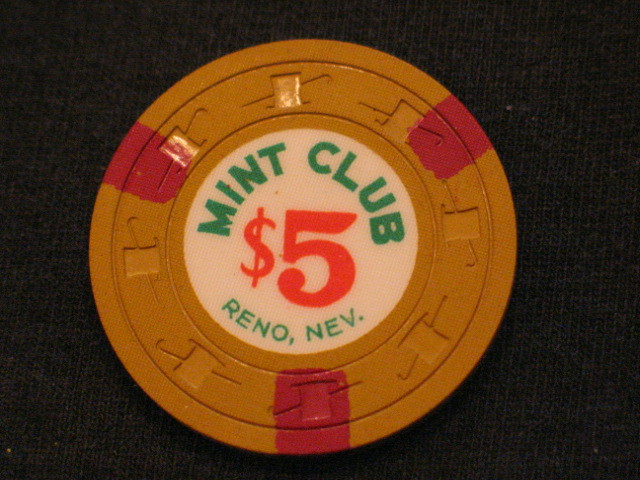 MINT CLUB
$5
RENO, NEV.